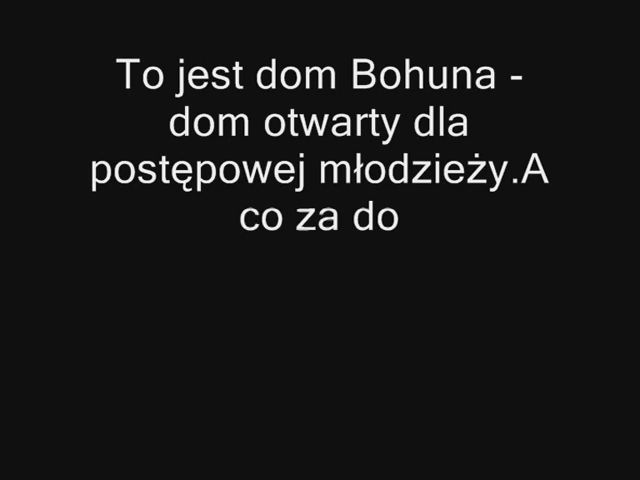 To jest dom Bohuna -
dom otwarty dla
postępowej młodzieży.A
co za do